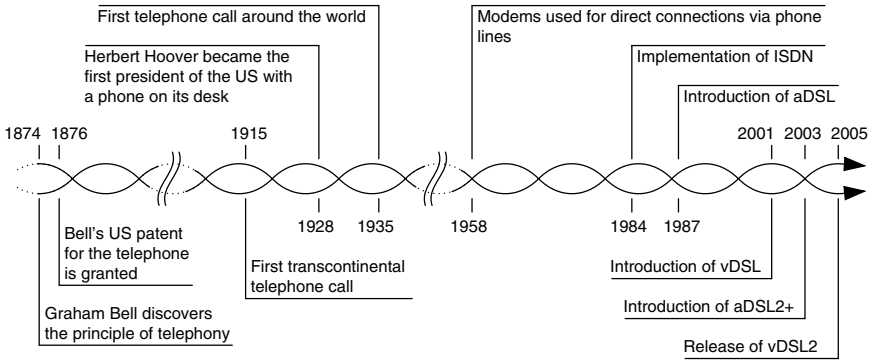 First telephone call around the world
Modems used for direct connections via phone
lines
Herbert Hoover became the
first president of the US with
a phone on its desk
Implementation of ISDN
Introduction of aDSL
1874
1876
1915
2001
2003
2005
1928
1935
1958
1984
1987
Bell's US patent
for the telephone
is granted
First transcontinental
telephone call
Introduction of vDSL
Graham Bell discovers
the principle of telephony
Introduction of aDSL2+
Release of vDSL2